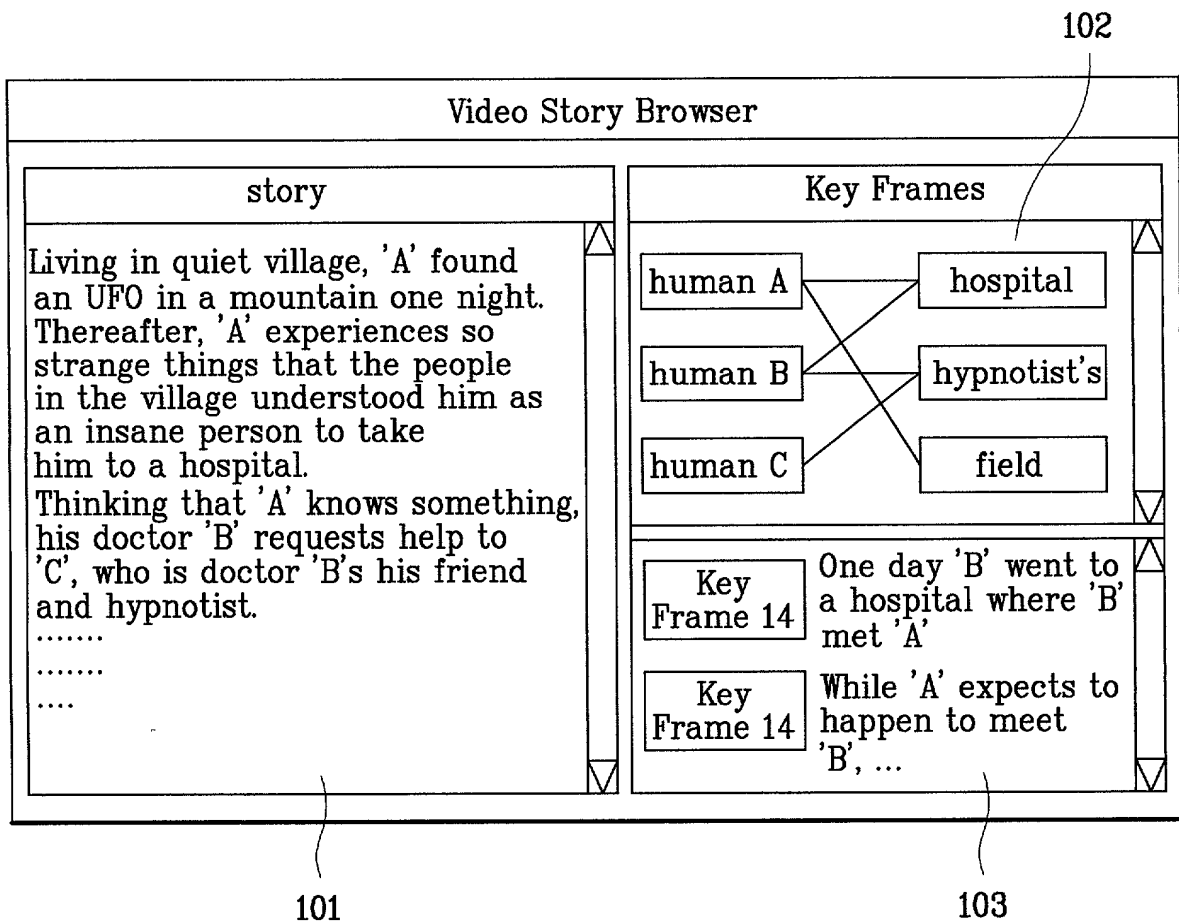 102
Video Story Browser
story
Living in quiet village, 'A' found
an UFO in a mountain one night.
Thereafter, 'A' experiences so
strange things that the people
in the village understood him as
an insane person to take
him to a hospital.
Thinking that 'A' knows something,
his doctor 'B' requests help to
'C', who is doctor 'B's his friend
and hypnotist.
.......
.......
....
Key Frames
human A
hospital
human B
hypnotist's
human C
field
Key
Frame 14
One day 'B' went to
a hospital where 'B'
met 'A'
Key
Frame 14
While 'A' expects to
happen to meet
'B', ...
101
103